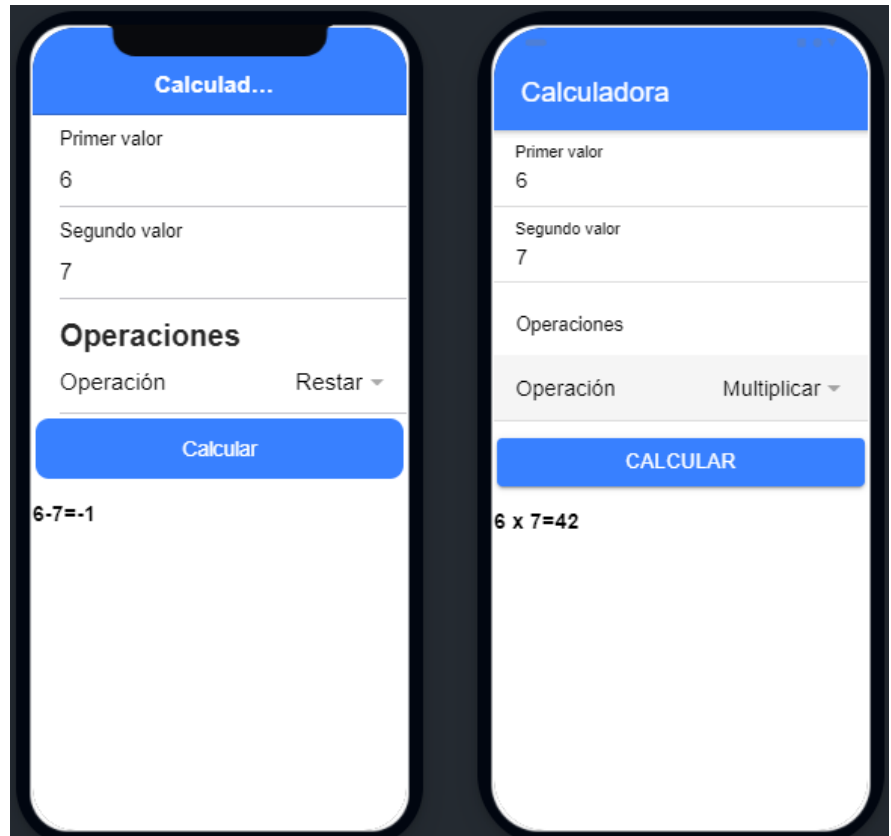 Calculad...
Primer valor
6
Segundo valor
7
Operaciones
Operación Restar
Calcular
6-7=-1
Calculadora
Primer valor
6
Segundo valor
7
Operaciones
Operación Multiplicar
CALCULAR
6 x 7=42